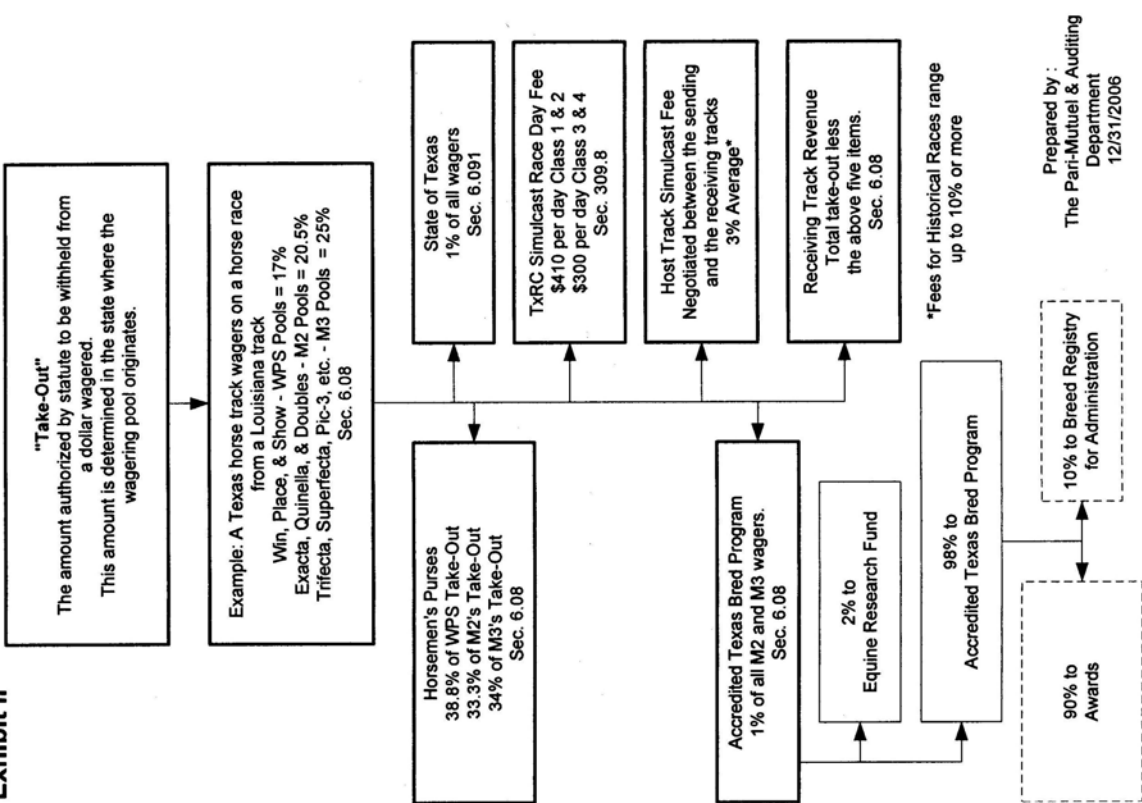 Exhibit II
"Take-Out"
The amount authorized by statute to be withheld from
a dollar wagered.
This amount is determined in the state where the
wagering pool originates.
Example: A Texas horse track wagers on a horse race
from a Louisiana track
Win, Place, & Show - WPS Pools = 17%
Exacta, Quinella, & Doubles - M2 Pools = 20.5%
Trifecta, Superfecta, Pic-3, etc. - M3 Pools = 25%
Sec. 6.08
Horsemen's Purses
38.8% of WPS Take-Out
33.3% of M2's Take-Out
34% of M3's Take-Out
Sec. 6.08
State of Texas
1% of all wagers
Sec. 6.091
TxRC Simulcast Race Day Fee
$410 per day Class 1 & 2
$300 per day Class 3 & 4
Sec. 309.8
Host Track Simulcast Fee
Negotiated between the sending
and the receiving tracks
3% Average*
Accredited Texas Bred Program
1% of all M2 and M3 wagers.
Sec. 6.08
Receiving Track Revenue
Total take-out less
the above five items.
Sec. 6.08
2% to
Equine Research Fund
*Fees for Historical Races range
up to 10% or more
98% to
Accredited Texas Bred Program
90% to
Awards
10% to Breed Registry
for Administration
Prepared by :
The Pari-Mutuel & Auditing
Department
12/31/2006